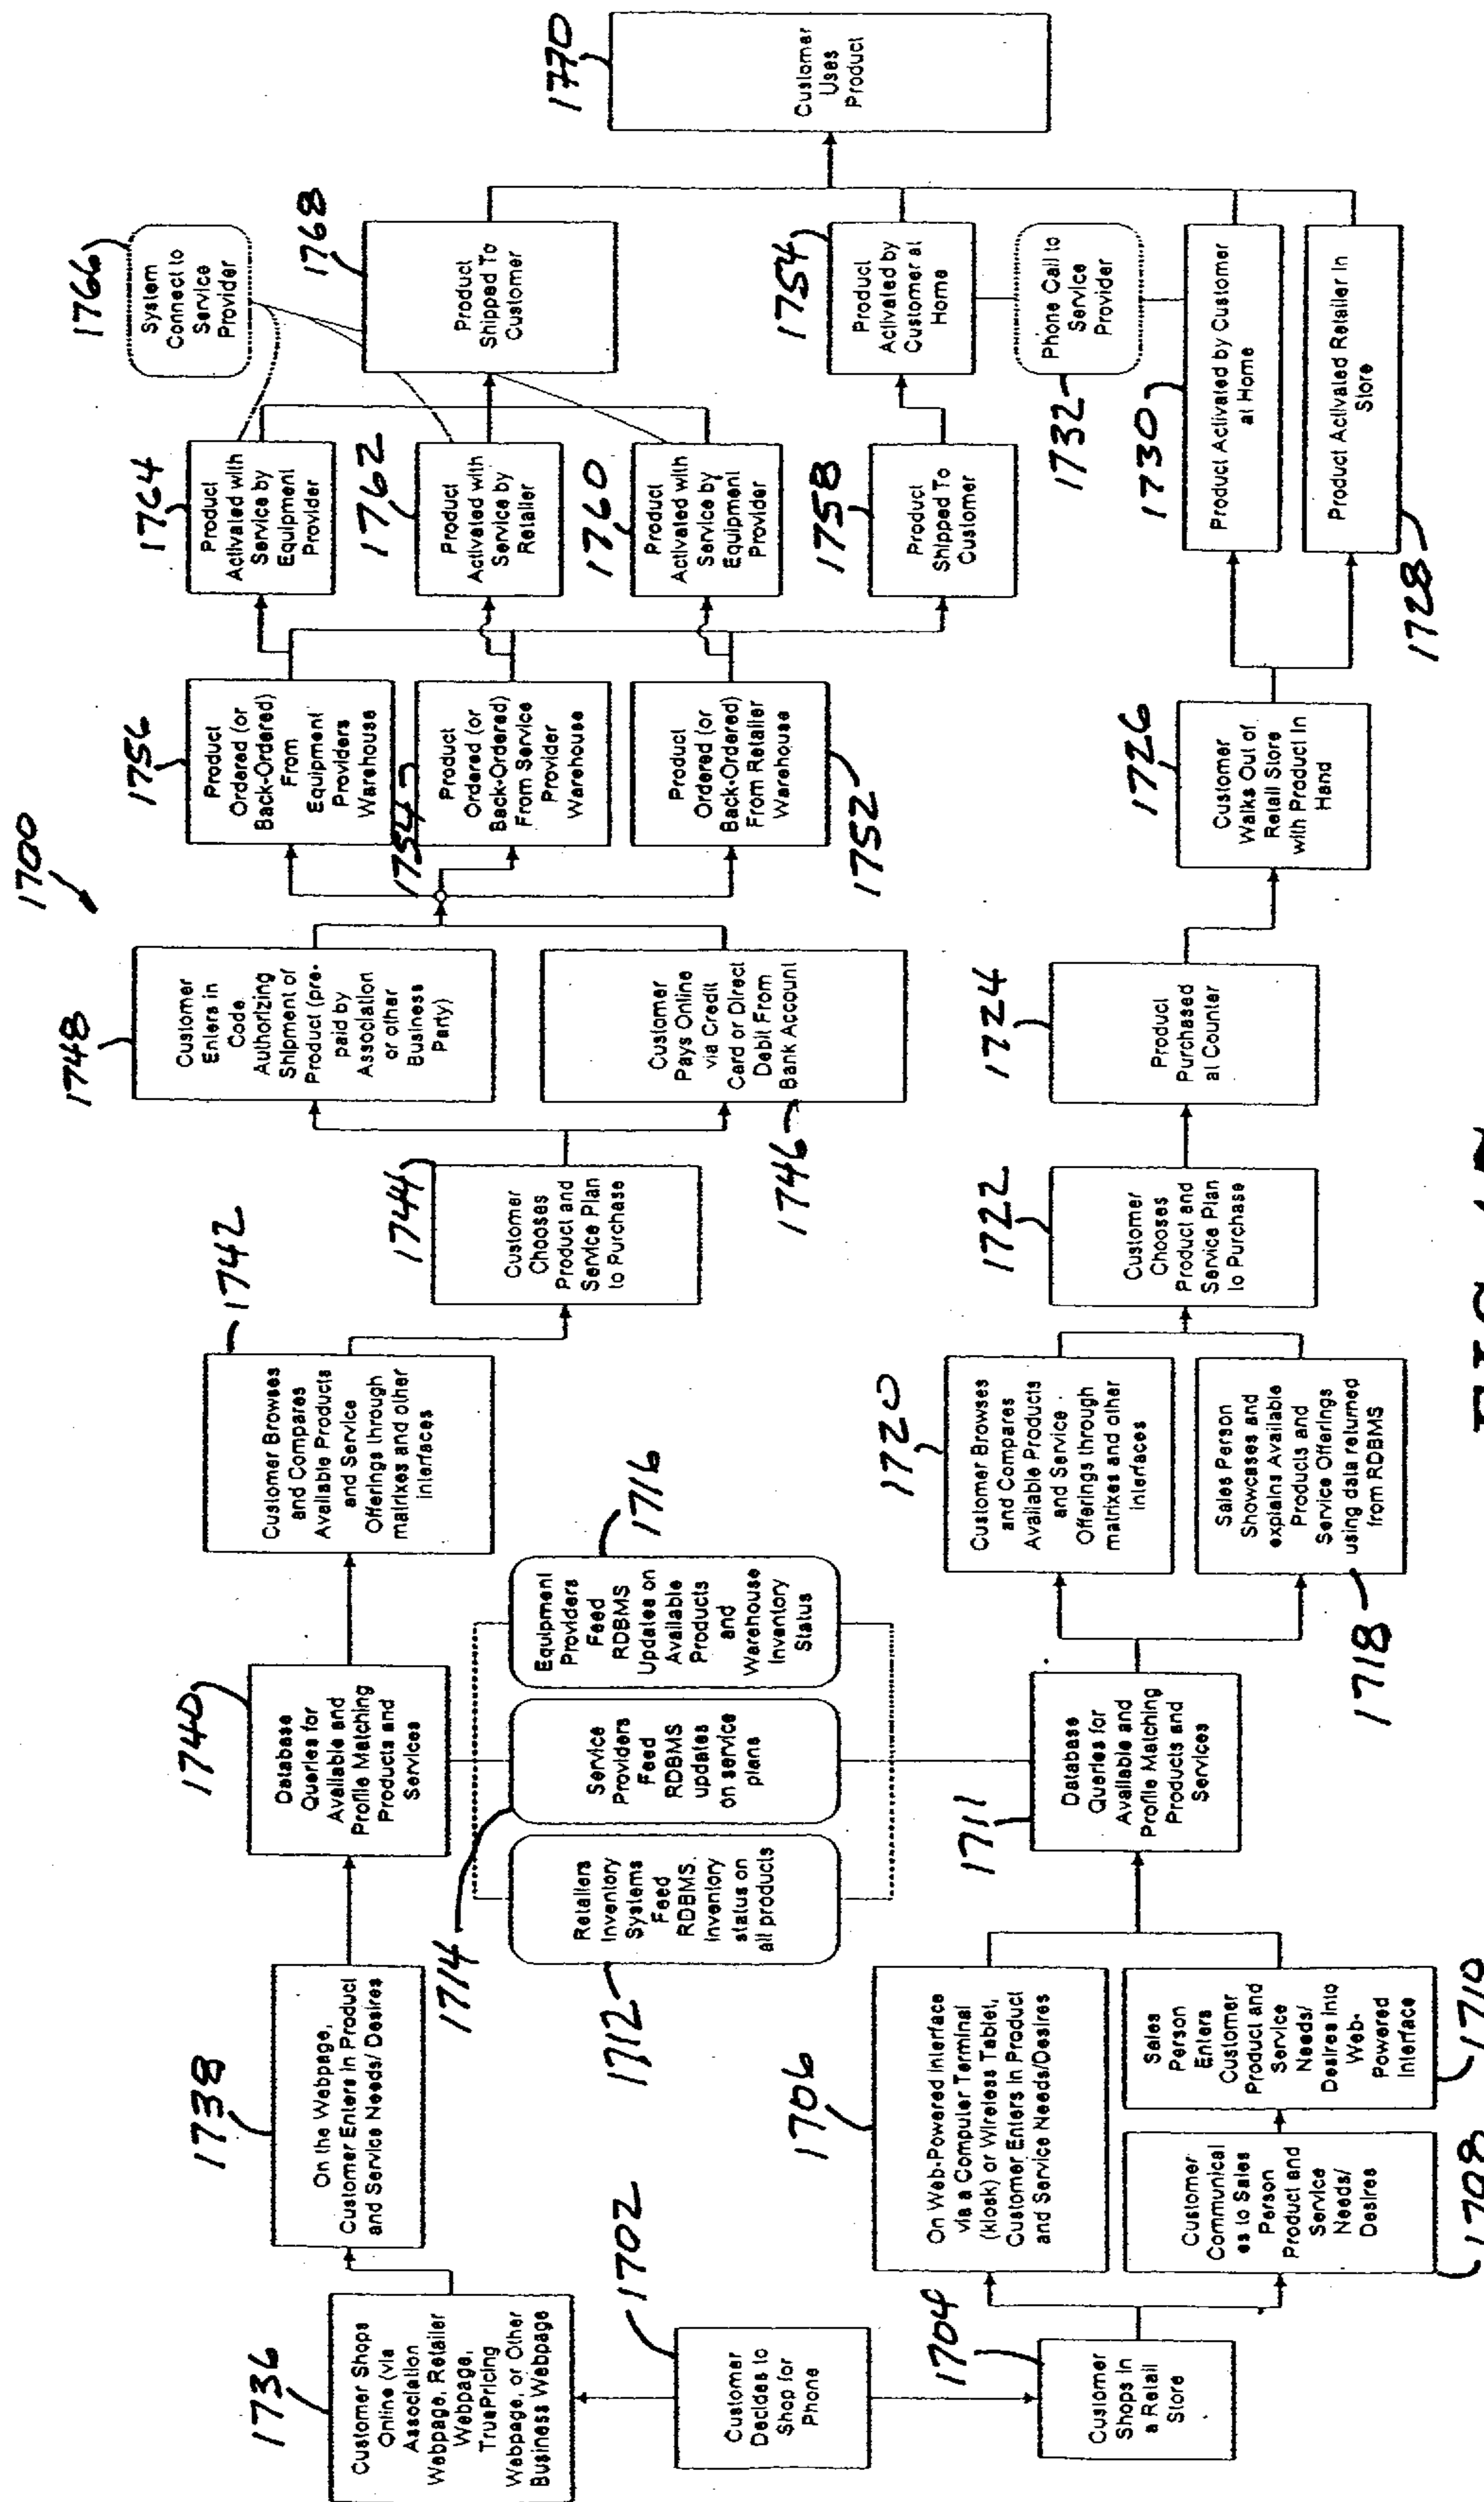 1700
1736
Customer Shops
Online (via
Association
Webpage, Retailer
Webpage,
TruePricing
Webpage, or Other
Business Webpage
1738
On the Webpage,
Customer Enters in Product
and Service Needs/ Desires
1740
Database
Queries for
Available and
Profile Matching
Products and
Services
1742
Customer Browses
and Compares
Available Products
and Service
Offerings through
matrixes and other
interfaces
1744
Customer
Chooses
Product and
Service Plan
to Purchase
1748
Customer
Enters in
Code
Authorizing
Shipment of
Product (pre-
paid by
Association
or other
Business
Party)
Customer
Pays Online
via Credit
Card or Direct
Debit From
Bank Account
1746
1756
Product
Ordered (or
Back-Ordered)
From
Equipment
Providers
Warehouse
1754
Product
Ordered (or
Back-Ordered)
From Service
Provider
Warehouse
Product
Ordered (or
Back-Ordered)
From Retailer
Warehouse
1752
1764
Product
Activated with
Service by
Equipment
Provider
1762
Product
Activated with
Service by
Retailer
1760
Product
Activated with
Service by
Equipment
Provider
1758
Product
Shipped To
Customer
1766
System
Connect to
Service
Provider
1768
Product
Shipped To
Customer
1754
Product
Activated by
Customer at
Home
Phone Call to
Service
Provider
1732
1770
Customer
Uses
Product
1702
Customer
Decides to
Shop for
Phone
1712
Retailers
Inventory
Systems
Feed
RDBMS.
Inventory
status on
all products
1714
Service
Providers
Feed
RDBMS
updates
on service
plans
1716
Equipment
Providers
Feed
RDBMS
Updates on
Available
Products
and
Warehouse
Inventory
Status
1704
Customer
Shops in
a Retail
Store
1706
On Web-Powered Interface
via a Computer Terminal
(kiosk) or Wireless Tablet,
Customer Enters in Product
and Service Needs/Desires
Customer
Communicat
es to Sales
Person
Product and
Service
Needs/
Desires
1708
Sales
Person
Enters
Customer
Product and
Service
Needs/
Desires into
Web-
Powered
Interface
1710
1711
Database
Queries for
Available and
Profile Matching
Products and
Services
1720
Customer Browses
and Compares
Available Products
and Service
Offerings through
matrixes and other
interfaces
Sales Person
Showcases and
explains Available
Products and
Service Offerings
using data returned
from RDBMS
1718
1722
Customer
Chooses
Product and
Service Plan
to Purchase
1724
Product
Purchased
at Counter
1726
Customer
Walks Out of
Retail Store
with Product In
Hand
1730
Product Activated by Customer
at Home
Product Activated Retailer In
Store
1728